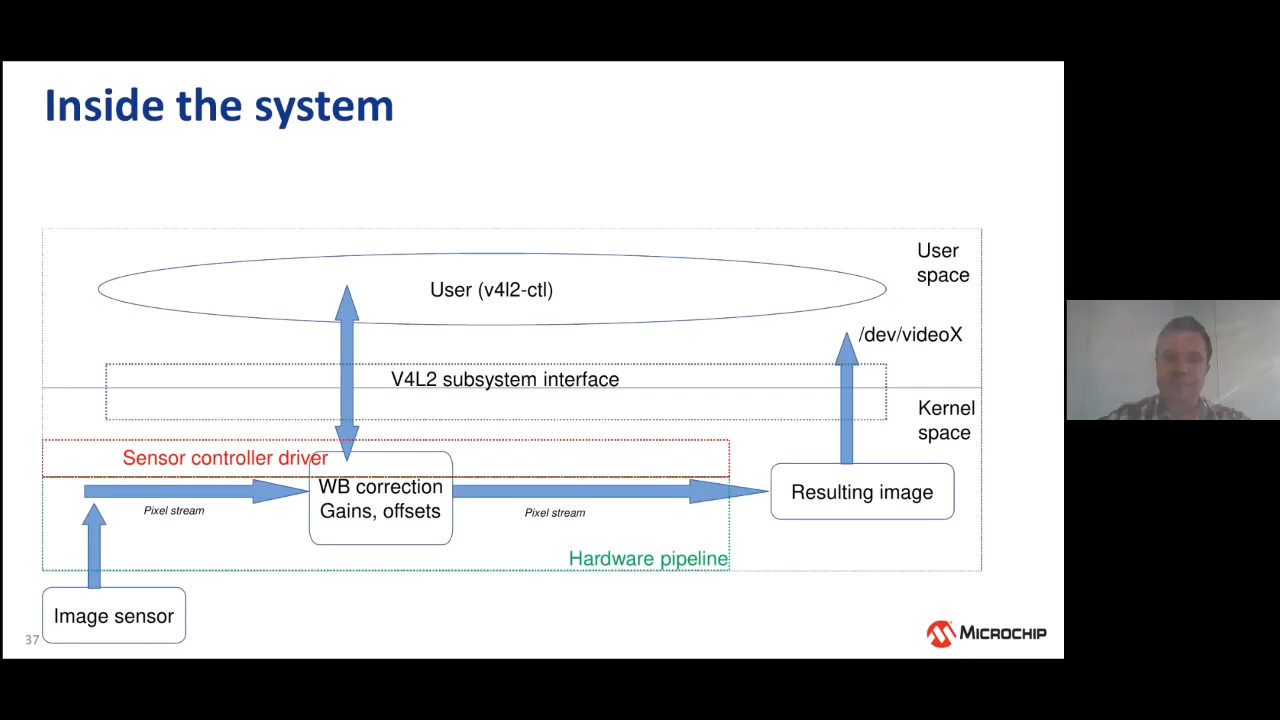 Inside the system
User
space
User (v4l2-ctl)
/dev/videoX
V4L2 subsystem interface
Kernel
space
Sensor controller driver
WB correction
Gains, offsets
Resulting image
Pixel stream
Pixel stream
Hardware pipeline
Image sensor
37
MICROCHIP